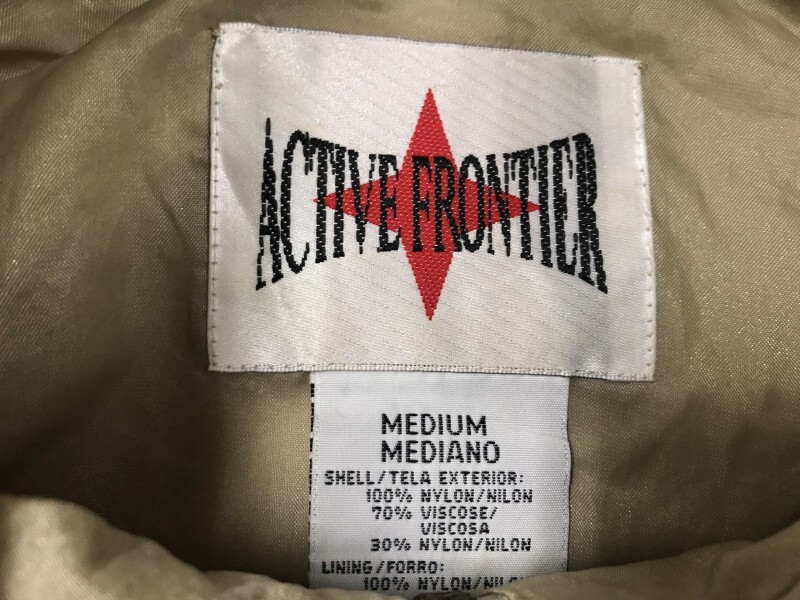 ACTIVE FRONTIER
MEDIUM
MEDIANO
SHELL/TELA EXTERIOR:
100% NYLON/NILON
70% VISCOSE/
VISCOSA
30% NYLON/NILON
LINING/FORRO:
100% NYLON/